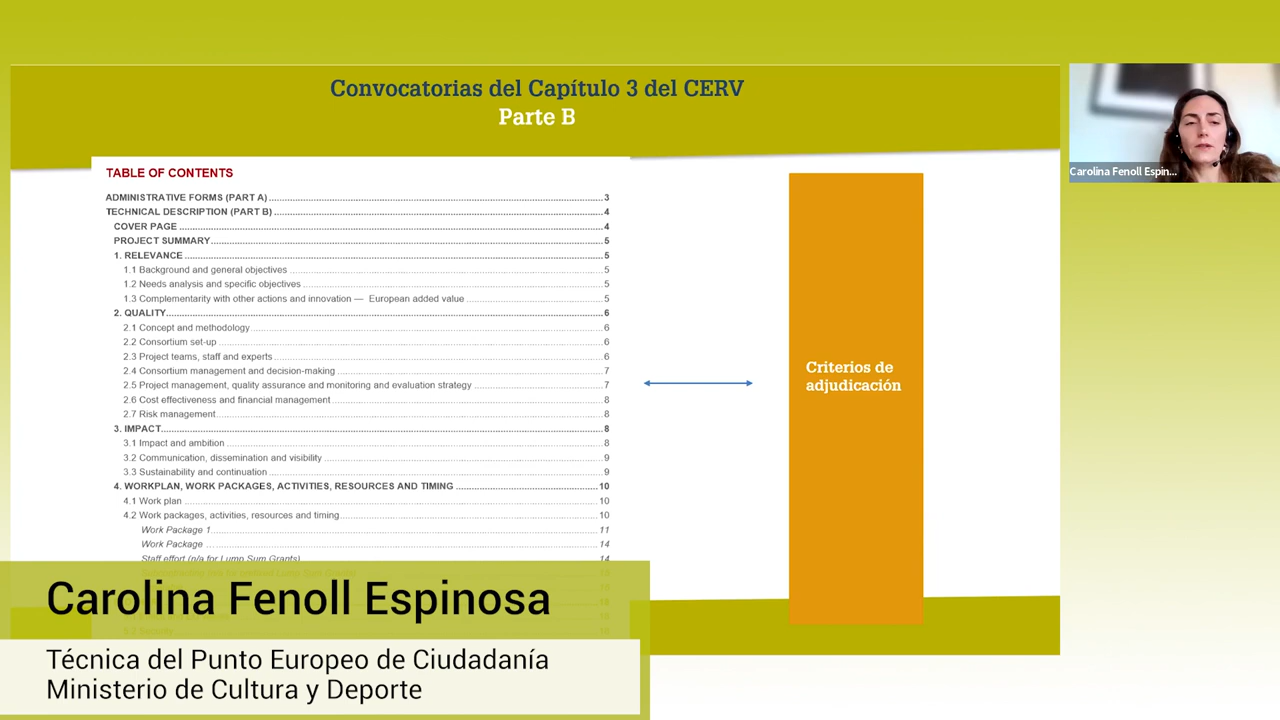 Convocatorias del Capítulo 3 del CERV
Parte B
TABLE OF CONTENTS
ADMINISTRATIVE FORMS (PART A) 3
TECHNICAL DESCRIPTION (PART B) 4
COVER PAGE 4
PROJECT SUMMARY 5
1. RELEVANCE 5
1.1 Background and general objectives 5
1.2 Needs analysis and specific objectives 5
1.3 Complementarity with other actions and innovation — European added value 5
2. QUALITY 6
2.1 Concept and methodology 6
2.2 Consortium set-up 6
2.3 Project teams, staff and experts 6
2.4 Consortium management and decision-making 7
2.5 Project management, quality assurance and monitoring and evaluation strategy 7
2.6 Cost effectiveness and financial management 8
2.7 Risk management 8
3. IMPACT 8
3.1 Impact and ambition 8
3.2 Communication, dissemination and visibility 9
3.3 Sustainability and continuation 9
4. WORKPLAN, WORK PACKAGES, ACTIVITIES, RESOURCES AND TIMING 10
4.1 Work plan 10
4.2 Work packages, activities, resources and timing 10
Work Package 1 11
Work Package 14
Staff effort (n/a for Lump Sum Grants) 14
Criterios de
adjudicación
Carolina Fenoll Espin...
Carolina Fenoll Espinosa
Técnica del Punto Europeo de Ciudadanía
Ministerio de Cultura y Deporte